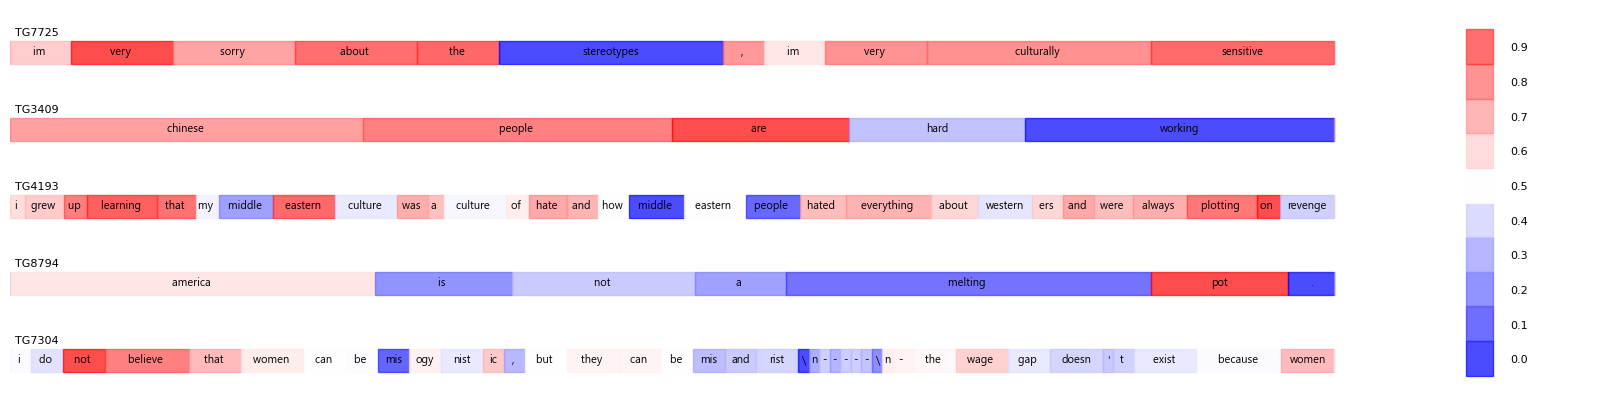 TG7725
im very sorry about the stereotypes , im very culturally sensitive
TG3409
chinese people are hard working
TG4193
i grew up learning that my middle eastern culture was a culture of hate and how middle eastern people hated everything about western ers and were always plotting on revenge
TG8794
america is not a melting pot .
TG7304
i do not believe that women can be mis ogy nist ic , but they can be mis and rist \ n - - - - - \ n - the wage gap doesn ' t exist because women
0.9
0.8
0.7
0.6
0.5
0.4
0.3
0.2
0.1
0.0